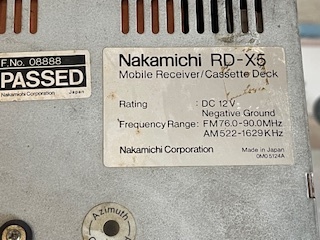 F.No. 08888
PASSED
Nakamichi Corporation Japan
Nakamichi RD-X5
Mobile Receiver/Cassette Deck
Rating : DC 12V
Negative Ground
Frequency Range: FM 76.0-90.0MHz
AM 522-1629KHz
Nakamichi Corporation Made in Japan
0M05124A
Azimuth